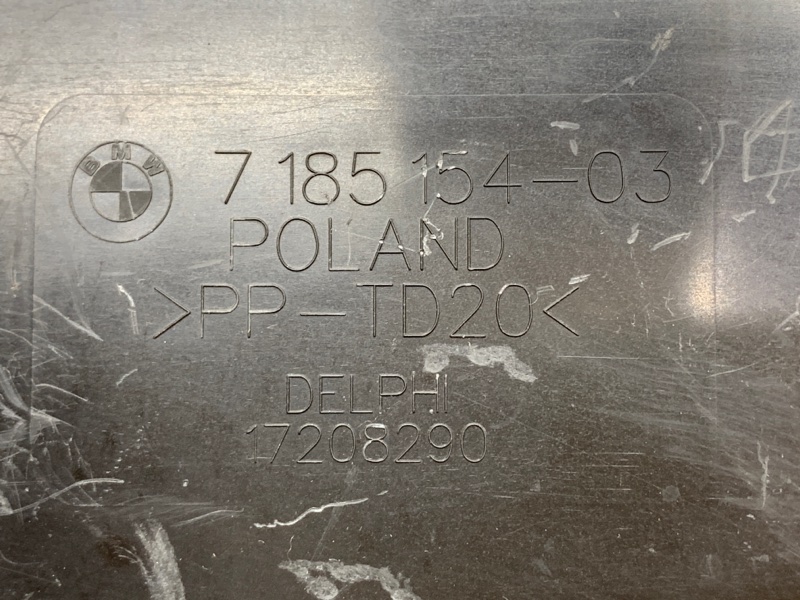 BMW 7 185 154-03
POLAND
>PP-TD20<
DELPHI
17208290